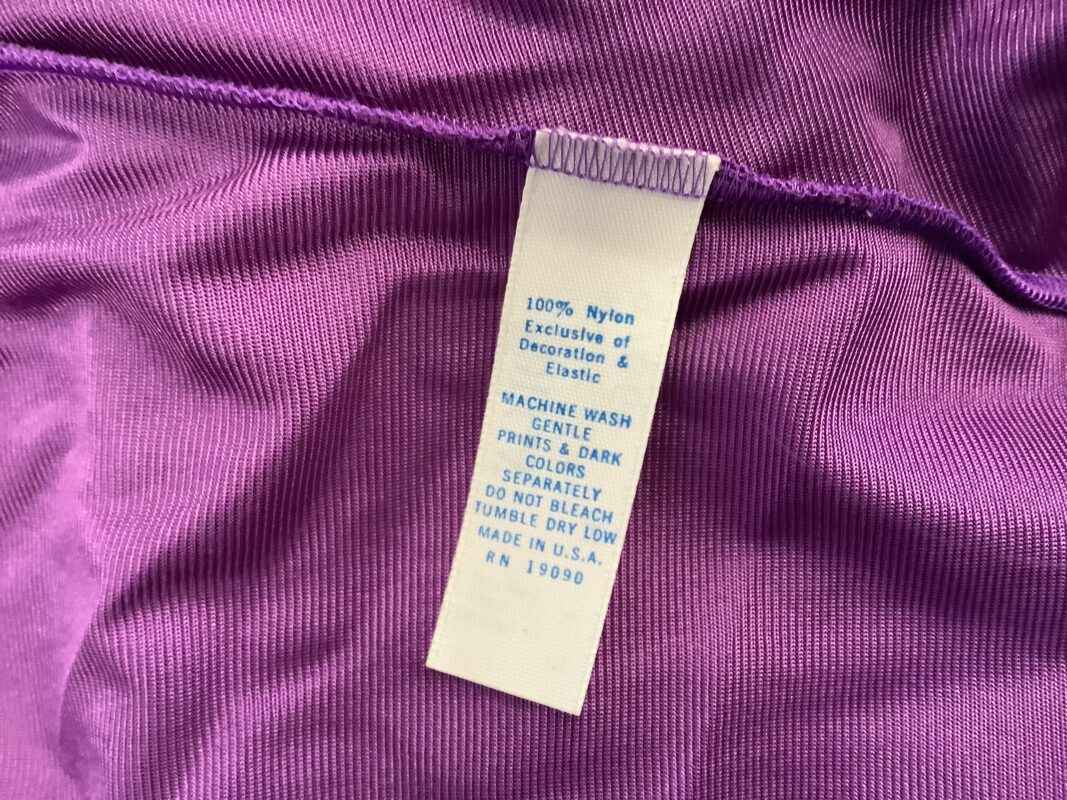 100% Nylon
Exclusive of
Decoration &
Elastic
MACHINE WASH
GENTLE
PRINTS & DARK
COLORS
SEPARATELY
DO NOT BLEACH
TUMBLE DRY LOW
MADE IN U.S.A.
RN 19090